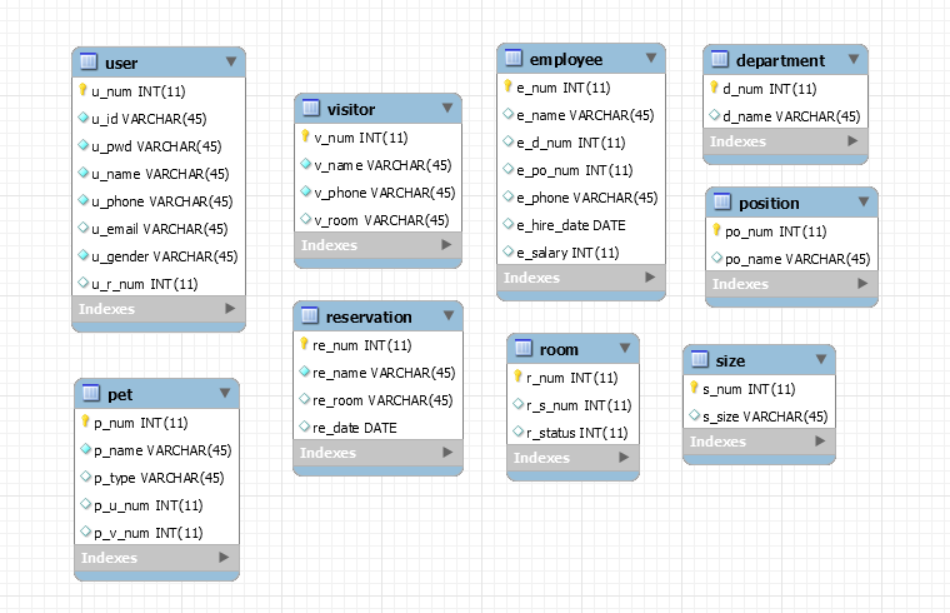 user
u_num INT(11)
u_id VARCHAR(45)
u_pwd VARCHAR(45)
u_name VARCHAR(45)
u_phone VARCHAR(45)
u_email VARCHAR(45)
u_gender VARCHAR(45)
u_r_num INT(11)
Indexes
pet
p_num INT(11)
p_name VARCHAR(45)
p_type VARCHAR(45)
p_u_num INT(11)
p_v_num INT(11)
Indexes
visitor
v_num INT(11)
v_name VARCHAR(45)
v_phone VARCHAR(45)
v_room VARCHAR(45)
Indexes
reservation
re_num INT(11)
re_name VARCHAR(45)
re_room VARCHAR(45)
re_date DATE
Indexes
employee
e_num INT(11)
e_name VARCHAR(45)
e_d_num INT(11)
e_po_num INT(11)
e_phone VARCHAR(45)
e_hire_date DATE
e_salary INT(11)
Indexes
room
r_num INT(11)
r_s_num INT(11)
r_status INT(11)
Indexes
department
d_num INT(11)
d_name VARCHAR(45)
Indexes
position
po_num INT(11)
po_name VARCHAR(45)
Indexes
size
s_num INT(11)
s_size VARCHAR(45)
Indexes